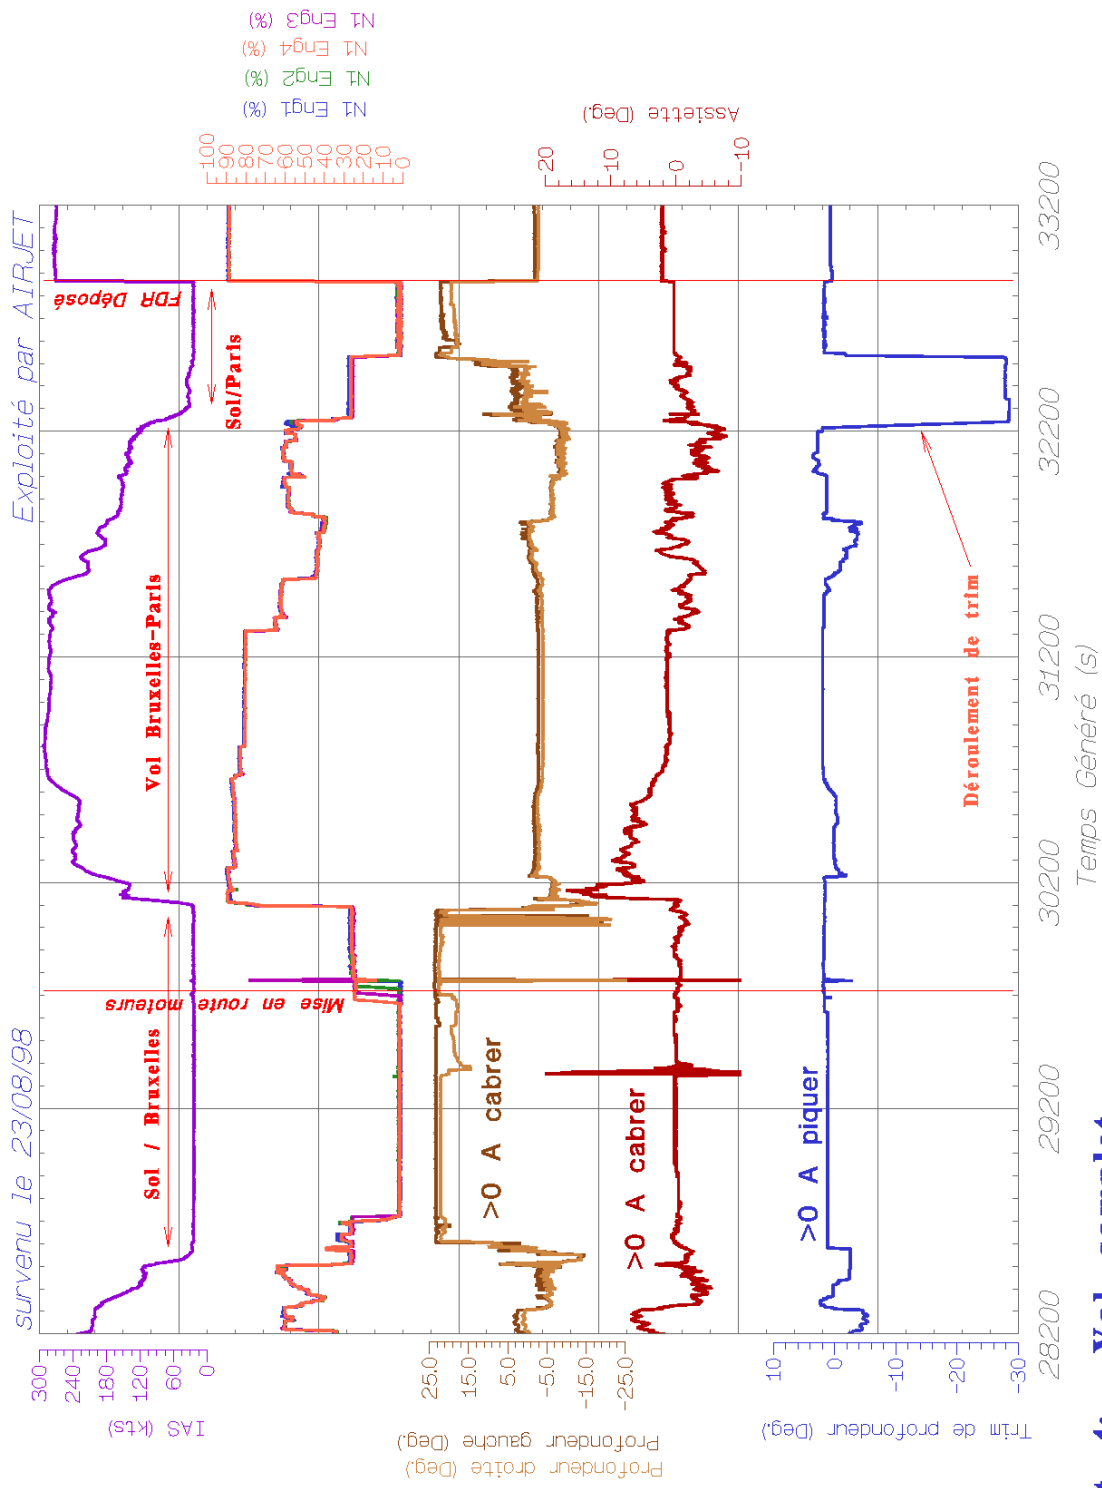 survenu le 23/08/98
Exploité par AIRJET
N1 Eng3 (%)
N1 Eng4 (%)
N1 Eng2 (%)
N1 Eng1 (%)
300
240
180
120
60
0
IAS (kts)
100
90
80
70
60
50
40
30
20
10
0
Sol / Bruxelles
Vol Bruxelles-Paris
Sol/Paris
Mise en route moteurs
FDR Déposé
25.0
15.0
5.0
-5.0
-15.0
-25.0
Profondeur gauche (Deg.)
Profondeur droite (Deg.)
>0 A cabrer
20
10
0
-10
Assiette (Deg.)
>0 A cabrer
10
0
-10
-20
-30
Trim de profondeur (Deg.)
>0 A piquer
Déroulement de trim
28200
29200
30200
31200
32200
33200
Temps Généré (s)